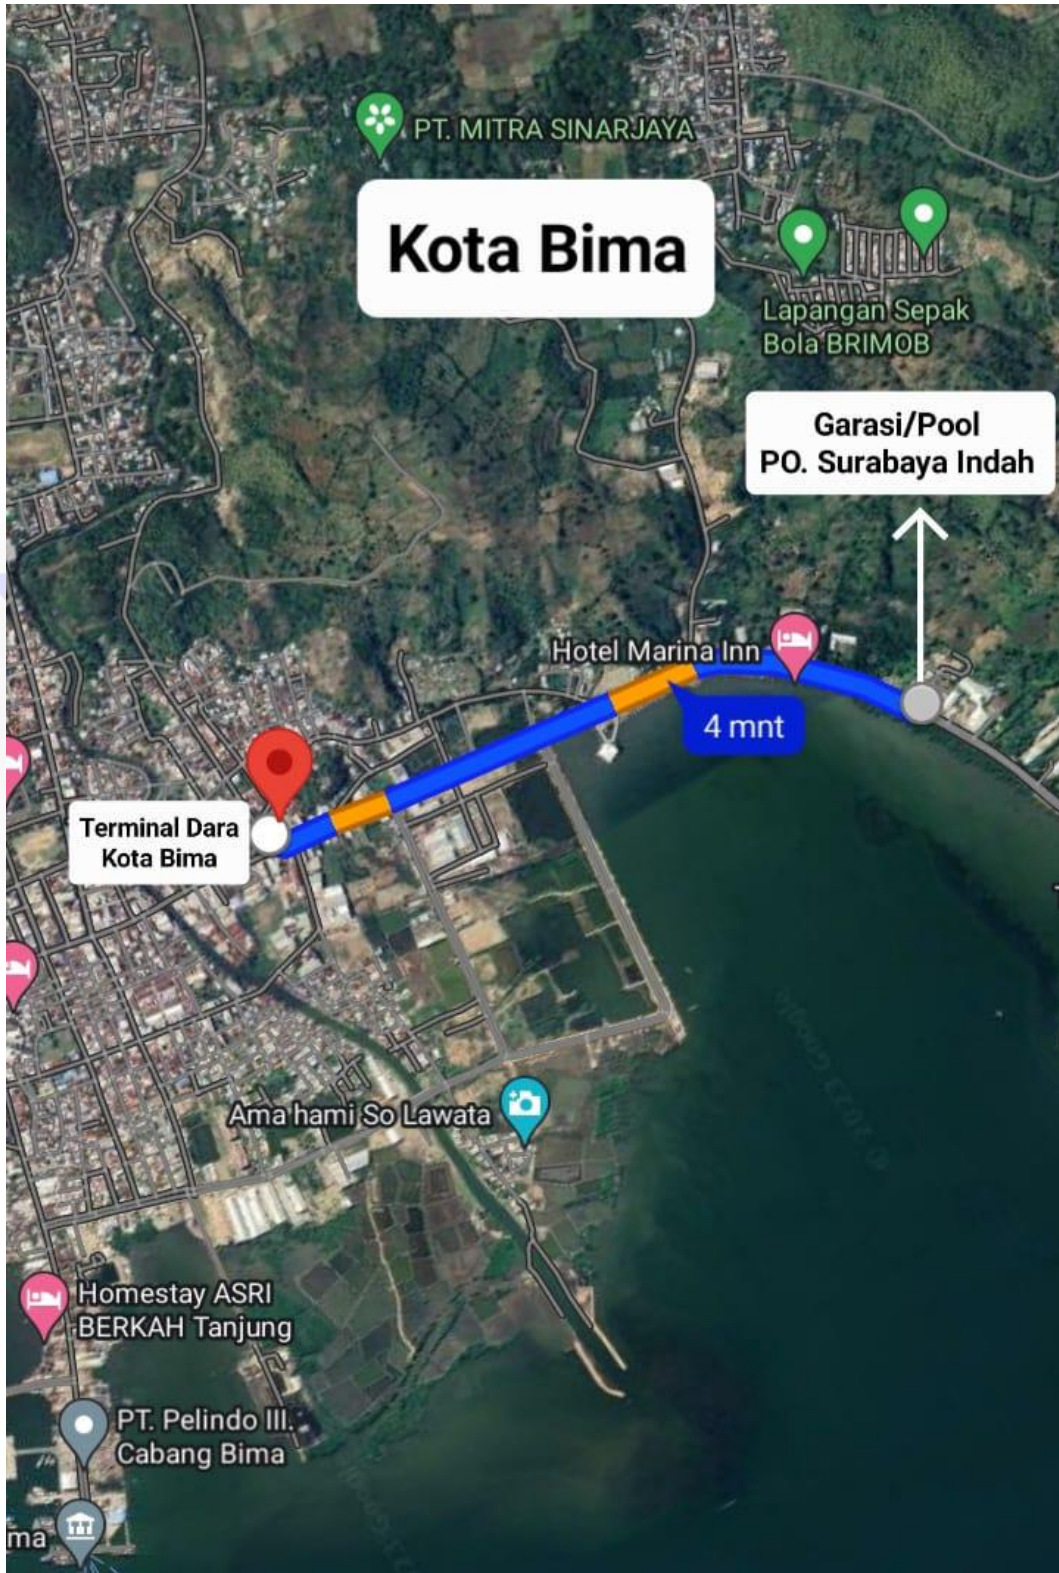 PT. MITRA SINARJAYA
Kota Bima
Lapangan Sepak
Bola BRIMOB
Garasi/Pool
PO. Surabaya Indah
Hotel Marina Inn
4 mnt
Terminal Dara
Kota Bima
Ama hami So Lawata
Homestay ASRI
BERKAH Tanjung
PT. Pelindo III.
Cabang Bima
ma